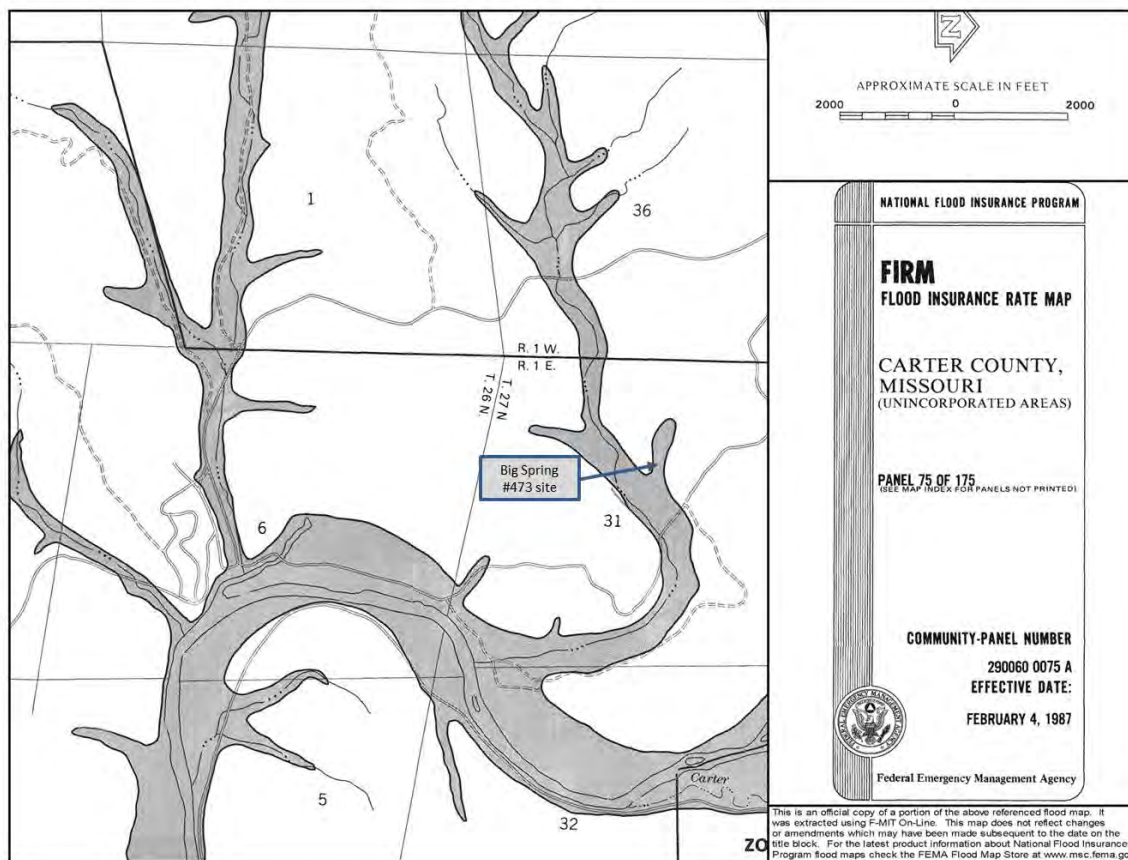 1
36
R. 1 W.
R. 1 E.
T. 27 N.
T. 26 N.
Big Spring
#473 site
31
6
5
32
Carter
ZO
N
APPROXIMATE SCALE IN FEET
2000 0 2000
NATIONAL FLOOD INSURANCE PROGRAM
FIRM
FLOOD INSURANCE RATE MAP
CARTER COUNTY,
MISSOURI
(UNINCORPORATED AREAS)
PANEL 75 OF 175
(SEE MAP INDEX FOR PANELS NOT PRINTED)
COMMUNITY-PANEL NUMBER
290060 0075 A
EFFECTIVE DATE:
FEBRUARY 4, 1987
FEDERAL EMERGENCY MANAGEMENT AGENCY
Federal Emergency Management Agency
This is an official copy of a portion of the above referenced flood map. It
was extracted using F-MIT On-Line. This map does not reflect changes
or amendments which may have been made subsequent to the date on the
title block. For the latest product information about National Flood Insurance
Program flood maps check the FEMA Flood Map Store at www.msc.fema.go